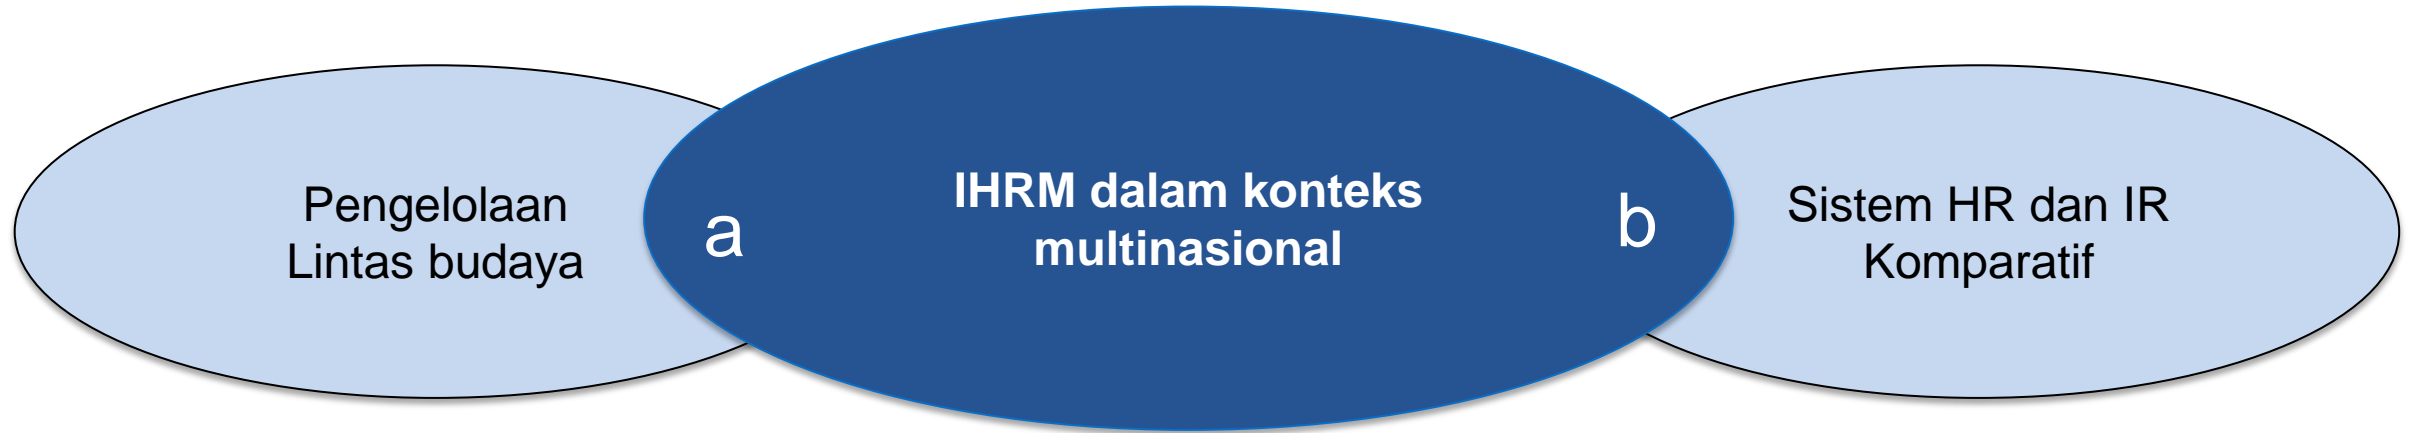 Pengelolaan
Lintas budaya
a
IHRM dalam konteks
multinasional
b
Sistem HR dan IR
Komparatif